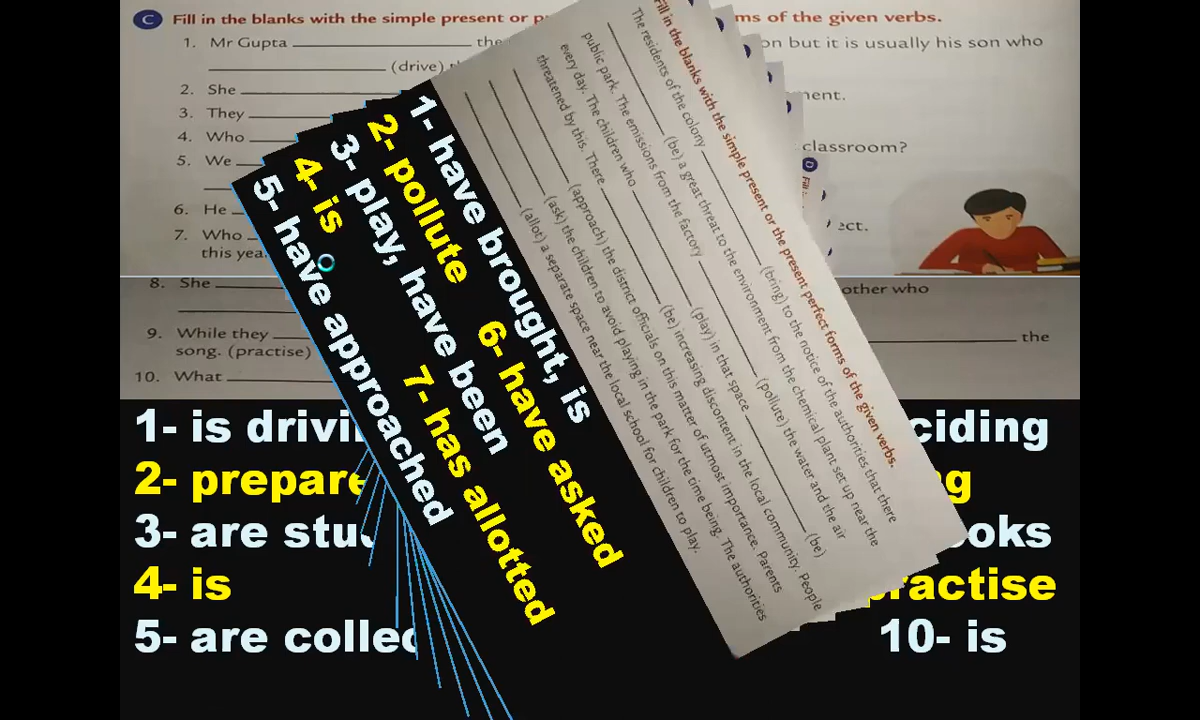 C Fill in the blanks with the simple present or p
ms of the given verbs.
1. Mr Gupta the
on but it is usually his son who
(drive)
2. She
ment.
3. They
4. Who
classroom?
5. We
6. He
ect.
7. Who
this yea
8. She
other who
9. While they
the
song. (practise)
10. What
D Fill in
Fill in the blanks with the simple present or the present perfect forms of the given verbs.
The residents of the colony (bring) to the notice of the authorities that there
(be) a great threat to the environment from the chemical plant set up near the
public park. The emissions from the factory (pollute) the water and the air
every day. The children who (play) in that space (be)
threatened by this. There (be) increasing discontent in the local community. People
(approach) the district officials on this matter of utmost importance. Parents
(ask) the children to avoid playing in the park for the time being. The authorities
(allot) a separate space near the local school for children to play.
1- have brought, is
2- pollute 6- have asked
3- play, have been
4- is 7- has allotted
5- have approached
1- is drivi
ciding
2- prepare
g
3- are stu
ooks
4- is
practise
5- are collec
10- is